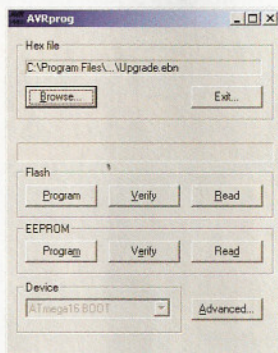 AVRprog
Hex file
C:\Program Files\...\Upgrade.ebn
Browse... Exit...
Flash
Program Verify Read
EEPROM
Program Verify Read
Device
ATmega16 BOOT Advanced...